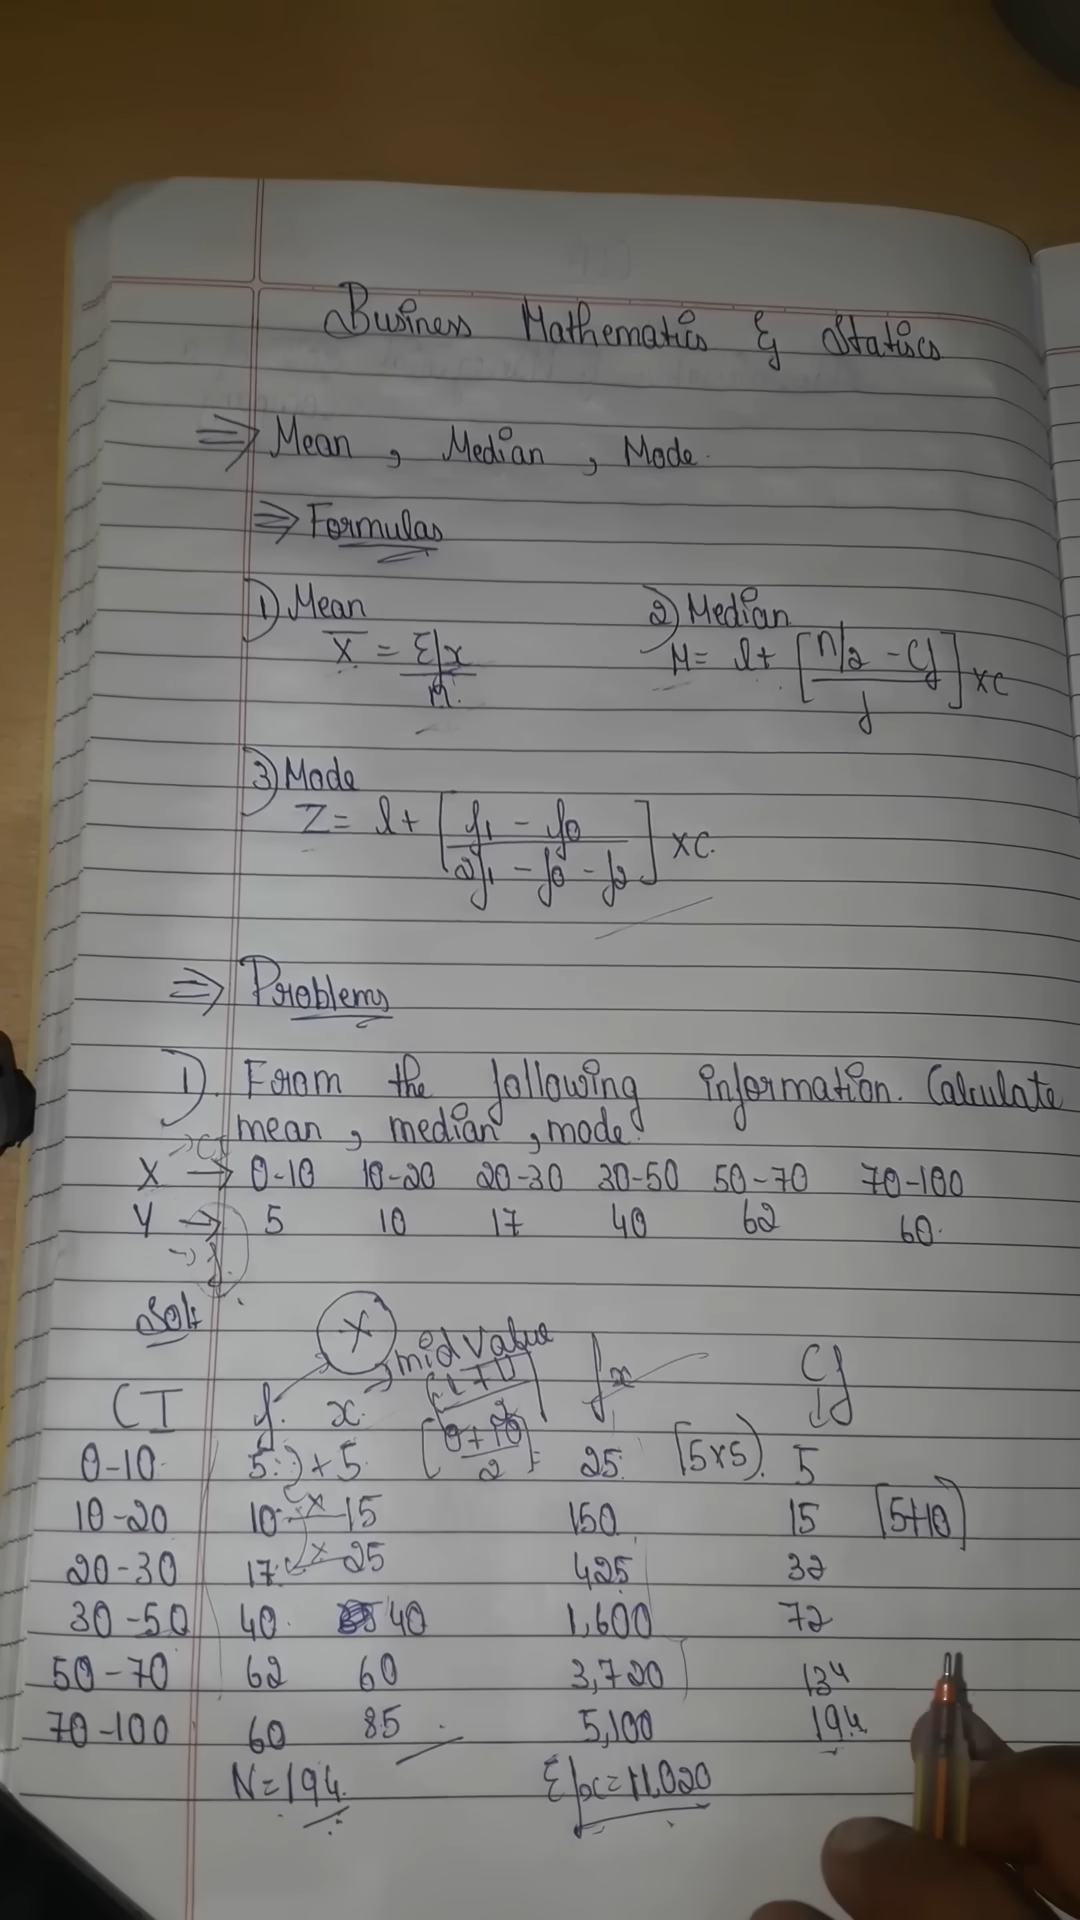 Business Mathematics & Statiscs
⇒ Mean, Median, Mode.
⇒ Formulas
1) Mean
X̄ = Σfx / n
2) Median
M = l + [n/2 - Cf / f] × C
3) Mode
Z = l + [f1 - f0 / 2f1 - f0 - f2] × C.
⇒ Problems
1). From the following information. Calculate
mean, median, mode.
→ CI
X → 0-10 10-20 20-30 30-50 50-70 70-100
Y → 5 10 17 40 62 60.
→ f.
Sol:
X mid value
CI f. x. fx Cf
0-10 5 × 5 [0+10 / 2] = 25 [5×5]. 5
10-20 10 × 15 150 15 [5+10]
20-30 17 × 25 425 32
30-50 40 40 1,600 72
50-70 62 60 3,720 134
70-100 60 85 5,100 194
N = 194. Σfx = 11,020